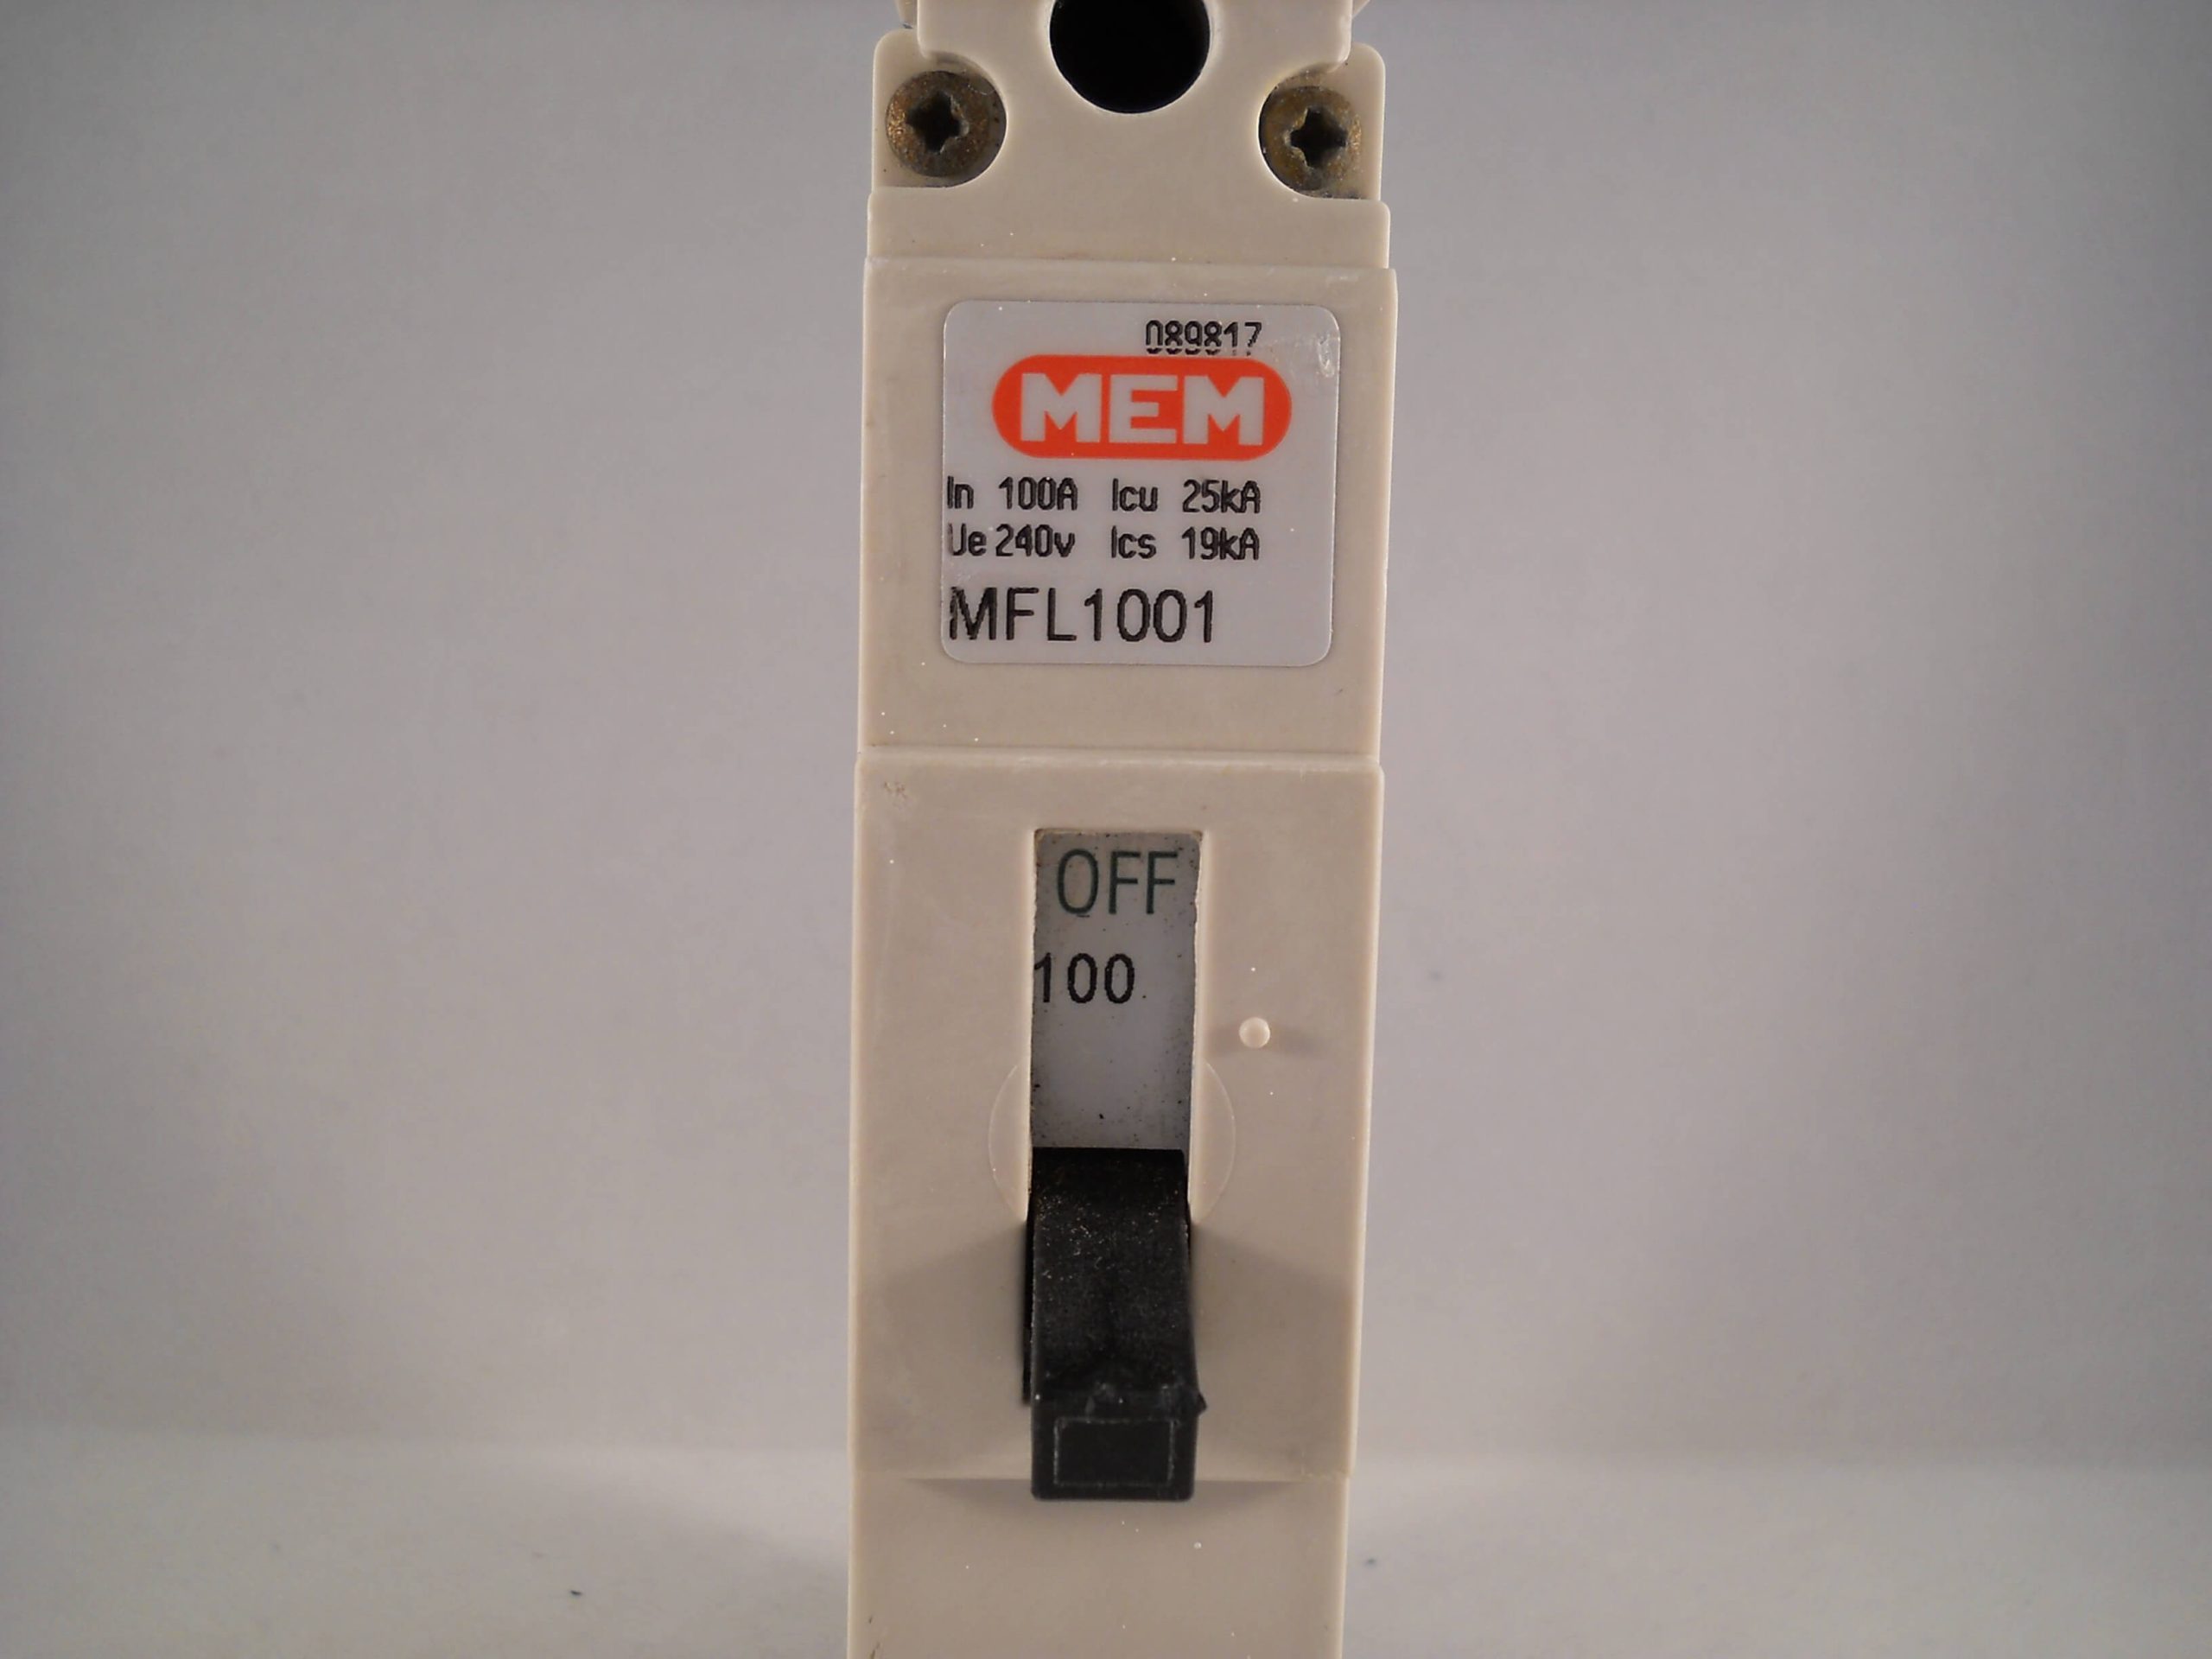 089817
MEM
In 100A Icu 25kA
Ue 240v Ics 19kA
MFL1001
OFF
100